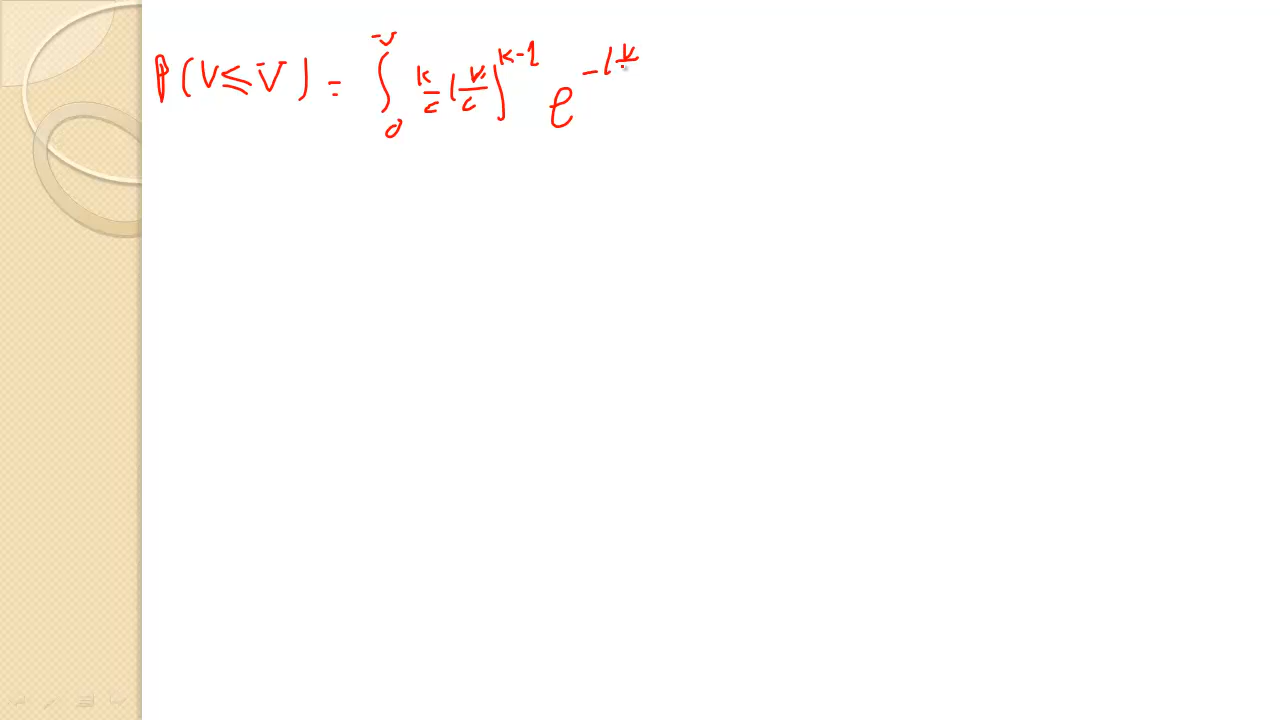 P(V ≤ v̄) = ∫₀^v̄ k/c (v/c)^(k-1) e^-(v